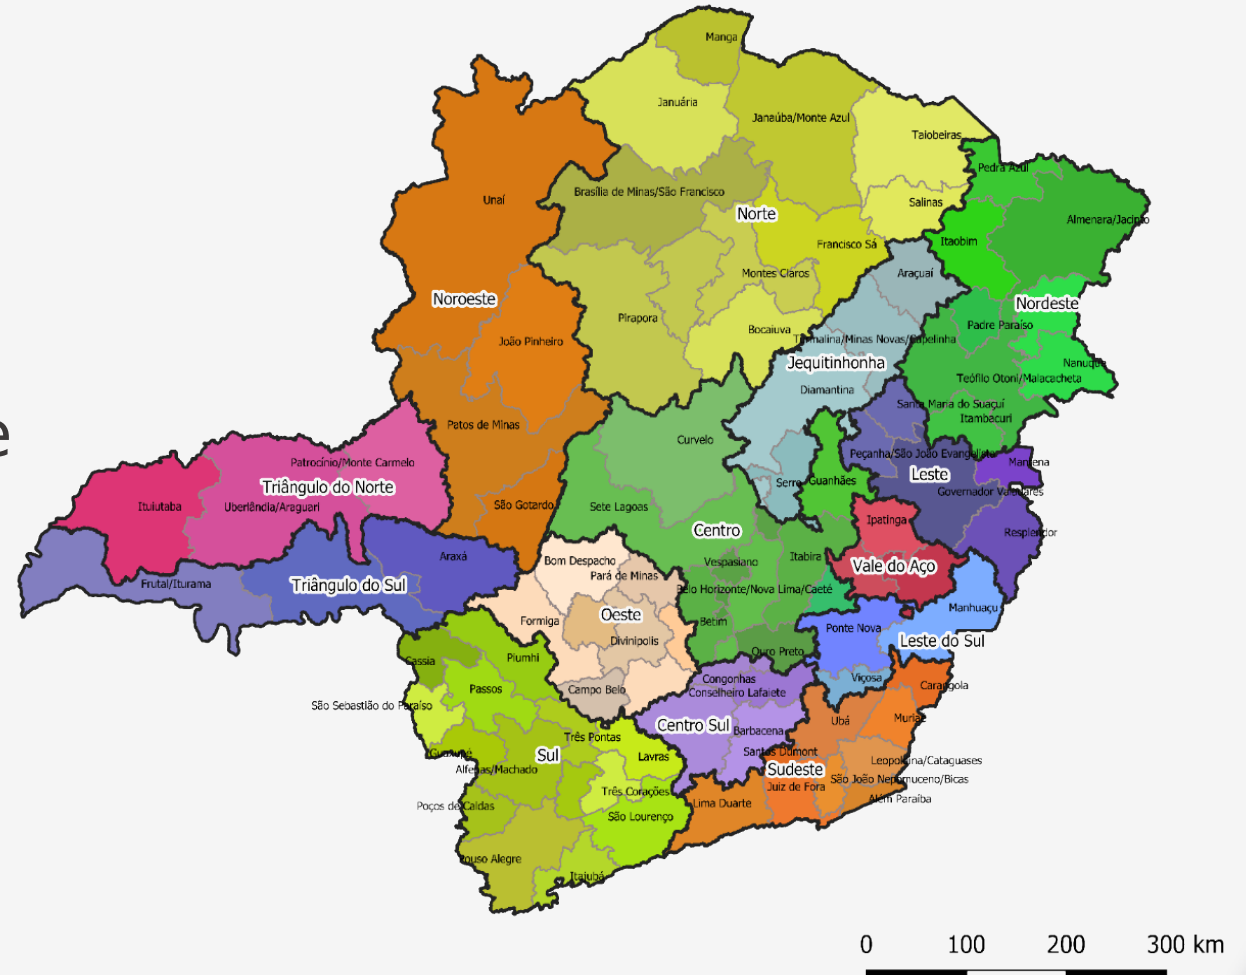 Manga
Januária
Janaúba/Monte Azul
Taiobeiras
Pedra Azul
Brasília de Minas/São Francisco
Unaí
Salinas
Norte
Almenara/Jacinto
Francisco Sá
Itaobim
Montes Claros
Araçuaí
Noroeste
Nordeste
Pirapora
Padre Paraíso
Bocaiuva
João Pinheiro
Turmalina/Minas Novas/Capelinha
Jequitinhonha
Nanuque
Teófilo Otoni/Malacacheta
Diamantina
Santa Maria do Suaçuí
Itambacuri
Patos de Minas
Curvelo
e
Peçanha/São João Evangelista
Patrocínio/Monte Carmelo
Mantena
Leste
Guanhães
Serro
Triângulo do Norte
Governador Valadares
São Gotardo
Ituiutaba
Uberlândia/Araguari
Sete Lagoas
Ipatinga
Centro
Resplendor
Araxá
Itabira
Bom Despacho
Vespasiano
Vale do Aço
Pará de Minas
Frutal/Iturama
Triângulo do Sul
Belo Horizonte/Nova Lima/Caeté
Manhuaçu
Oeste
Formiga
Betim
Ponte Nova
Divinópolis
Leste do Sul
Ouro Preto
Piumhi
Cassia
Congonhas
Viçosa
Carangola
Passos
Campo Belo
Conselheiro Lafaiete
São Sebastião do Paraíso
Ubá
Muriaé
Centro Sul
Barbacena
Três Pontas
Guaxupé
Sul
Lavras
Santos Dumont
Leopoldina/Cataguases
Alfenas/Machado
Sudeste
São João Nepomuceno/Bicas
Juiz de Fora
Três Corações
Além Paraíba
Poços de Caldas
Lima Duarte
São Lourenço
Pouso Alegre
Itajubá
0 100 200 300 km